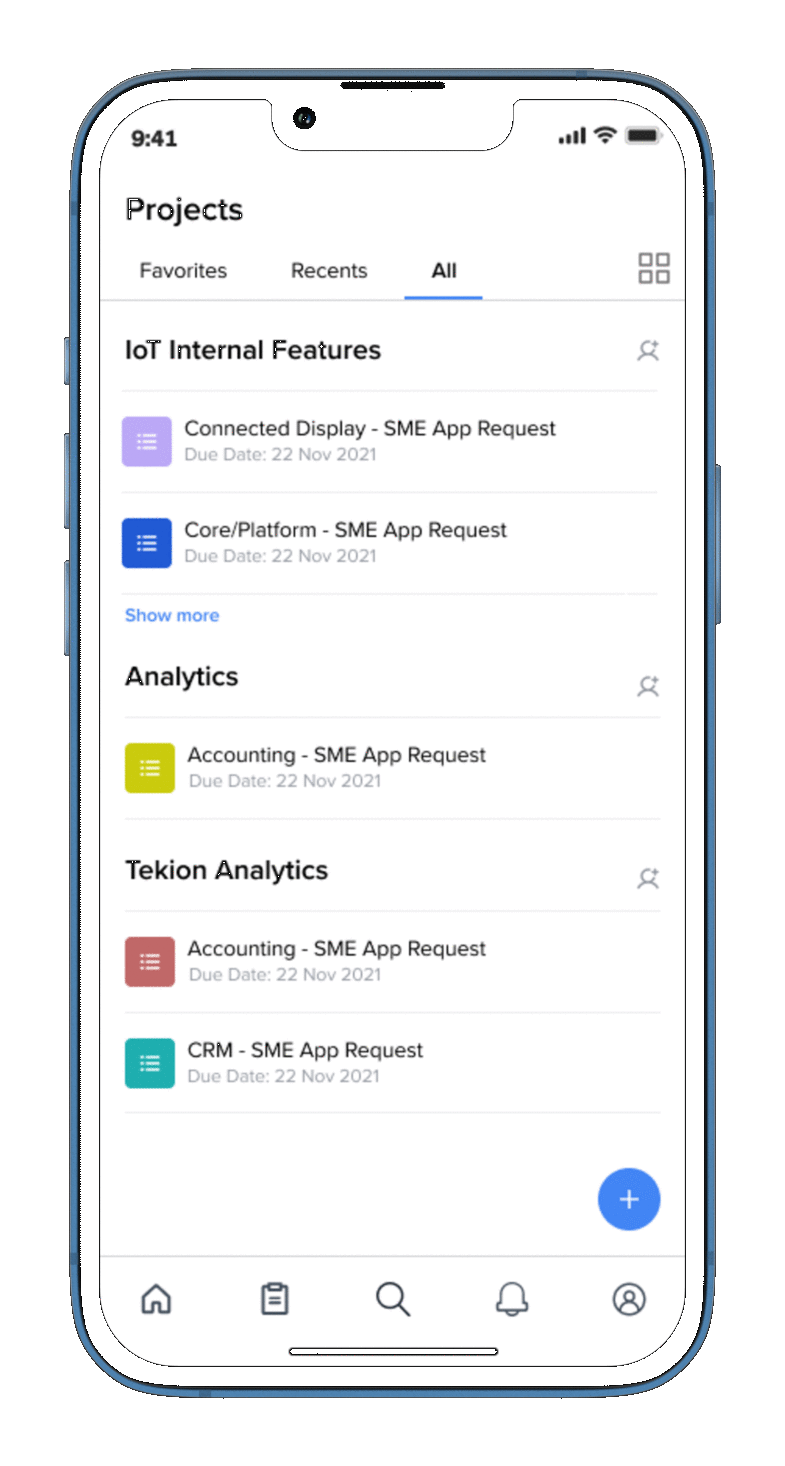 9:41
Projects
Favorites Recents All
IoT Internal Features
Connected Display - SME App Request
Due Date: 22 Nov 2021
Core/Platform - SME App Request
Due Date: 22 Nov 2021
Show more
Analytics
Accounting - SME App Request
Due Date: 22 Nov 2021
Tekion Analytics
Accounting - SME App Request
Due Date: 22 Nov 2021
CRM - SME App Request
Due Date: 22 Nov 2021